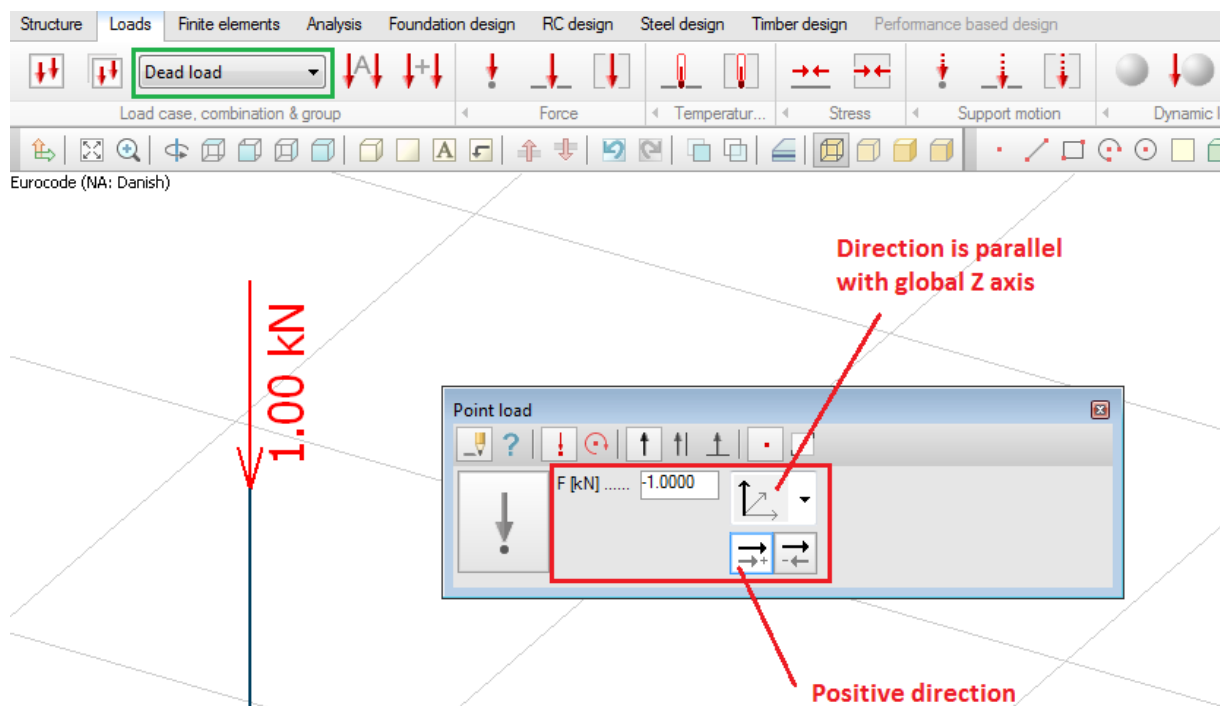 Structure Loads Finite elements Analysis Foundation design RC design Steel design Timber design Performance based design
Dead load
A
Load case, combination & group Force Temperatur... Stress Support motion Dynamic l
A
Eurocode (NA: Danish)
Direction is parallel
with global Z axis
1.00 kN
Point load
?
F [kN] ...... -1.0000
Positive direction